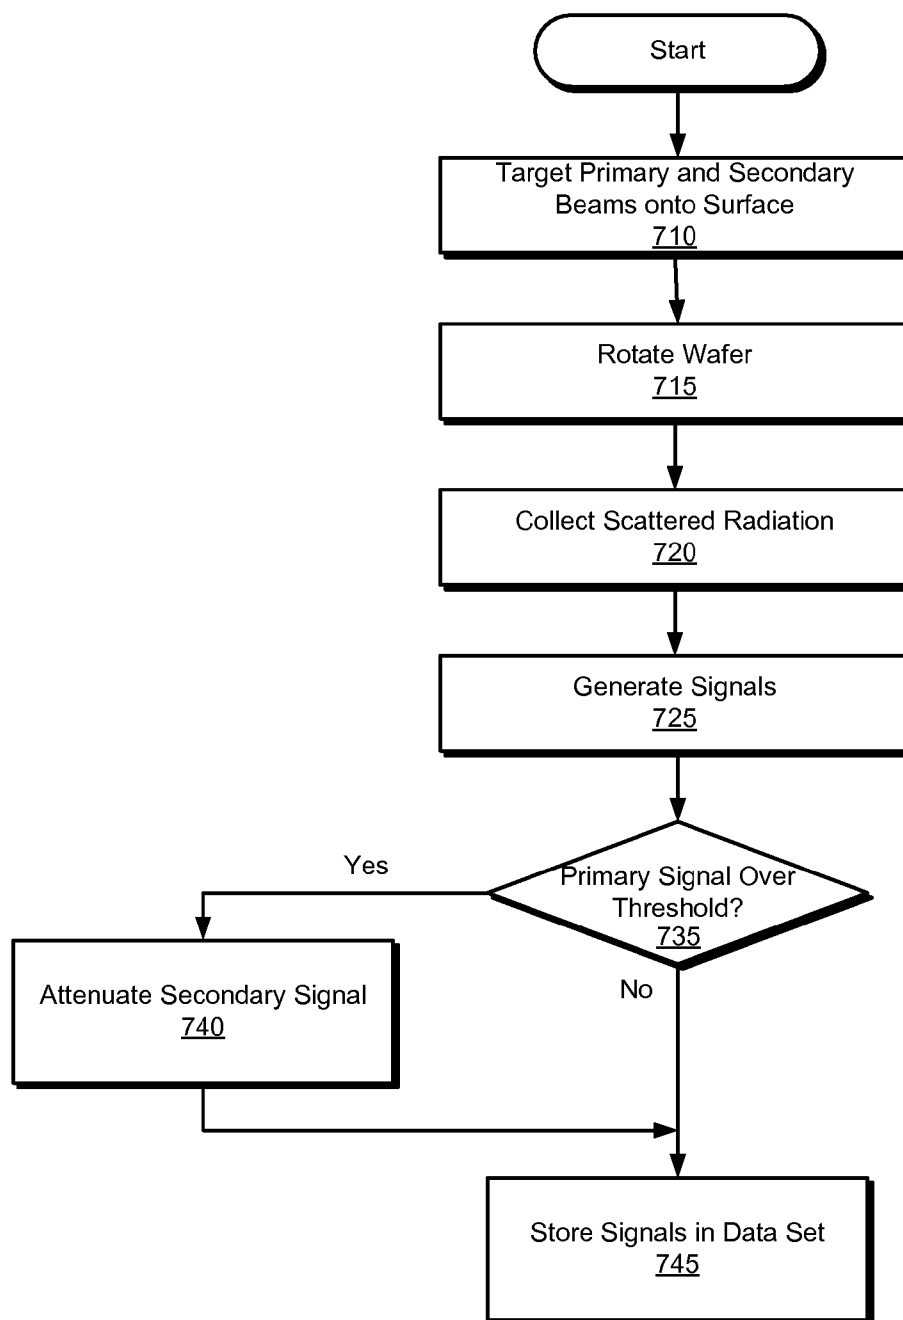 Start
Target Primary and Secondary
Beams onto Surface
710
Rotate Wafer
715
Collect Scattered Radiation
720
Generate Signals
725
Yes
Primary Signal Over
Threshold?
735
Attenuate Secondary Signal
740
No
Store Signals in Data Set
745